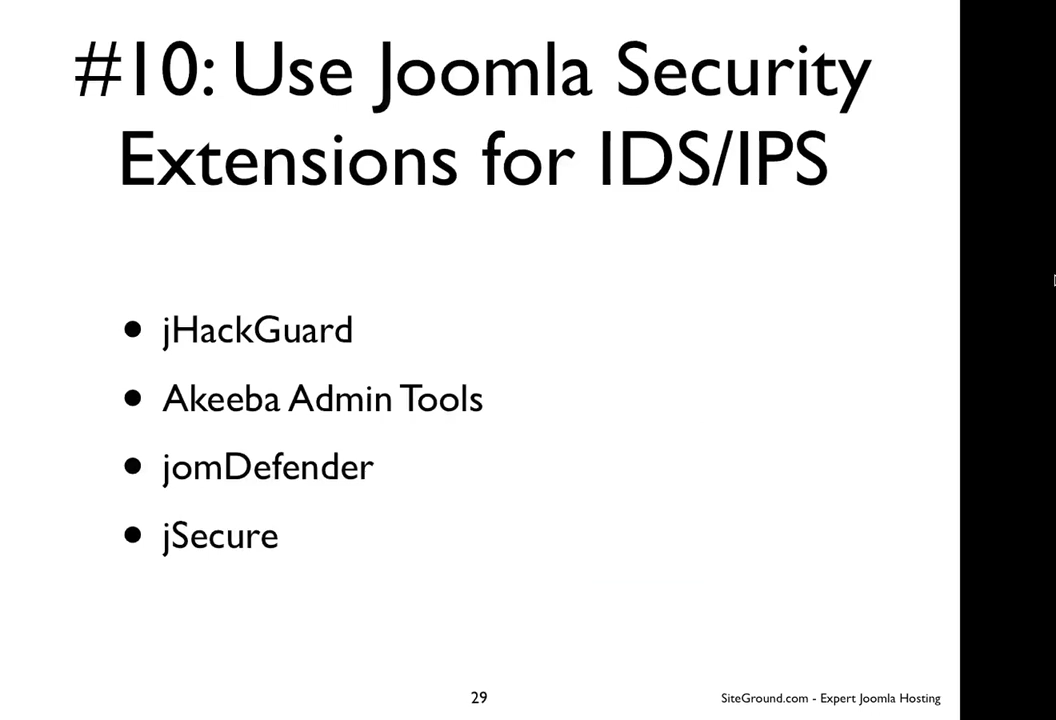 #10: Use Joomla Security
Extensions for IDS/IPS
• jHackGuard
• Akeeba Admin Tools
• jomDefender
• jSecure
29
SiteGround.com - Expert Joomla Hosting